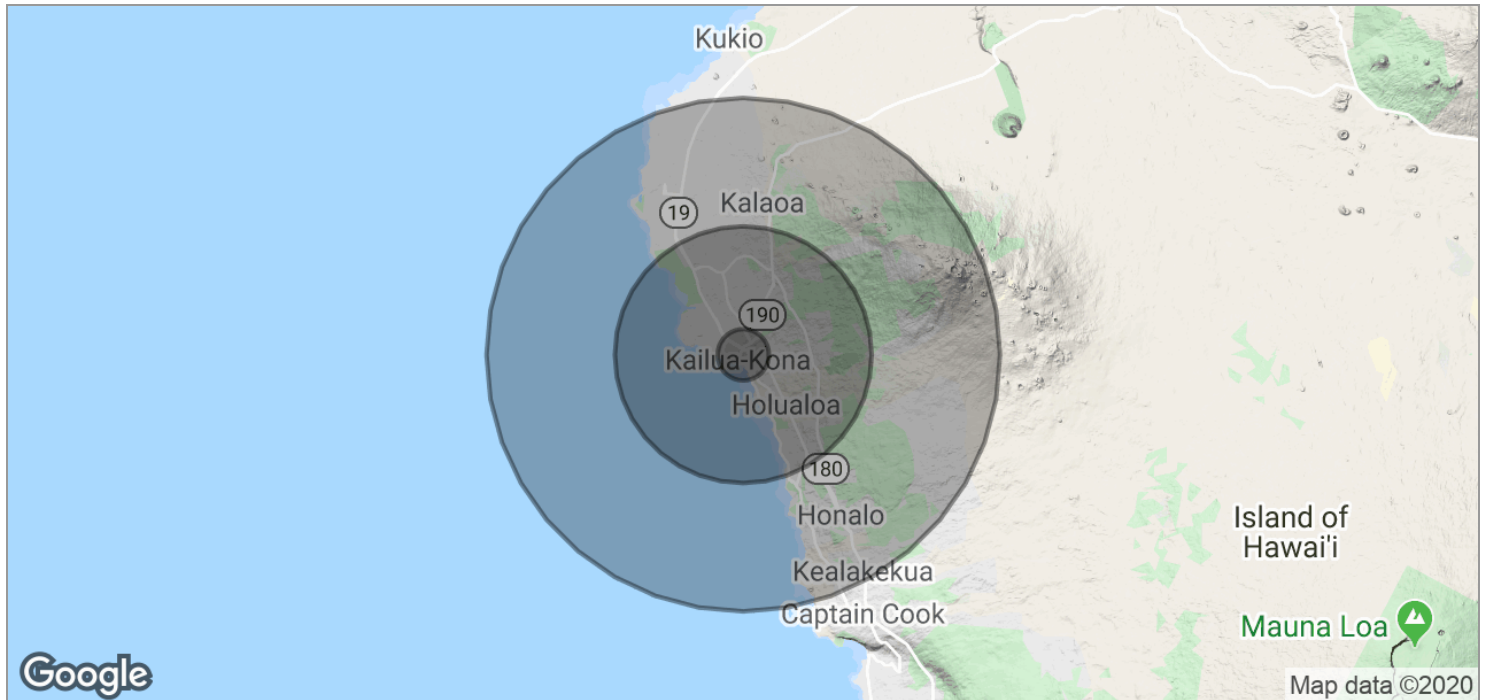 Kukio
19
Kalaoa
190
Kailua-Kona
Holualoa
180
Honalo
Island of
Hawai'i
Kealakekua
Captain Cook
Mauna Loa
Google
Map data ©2020